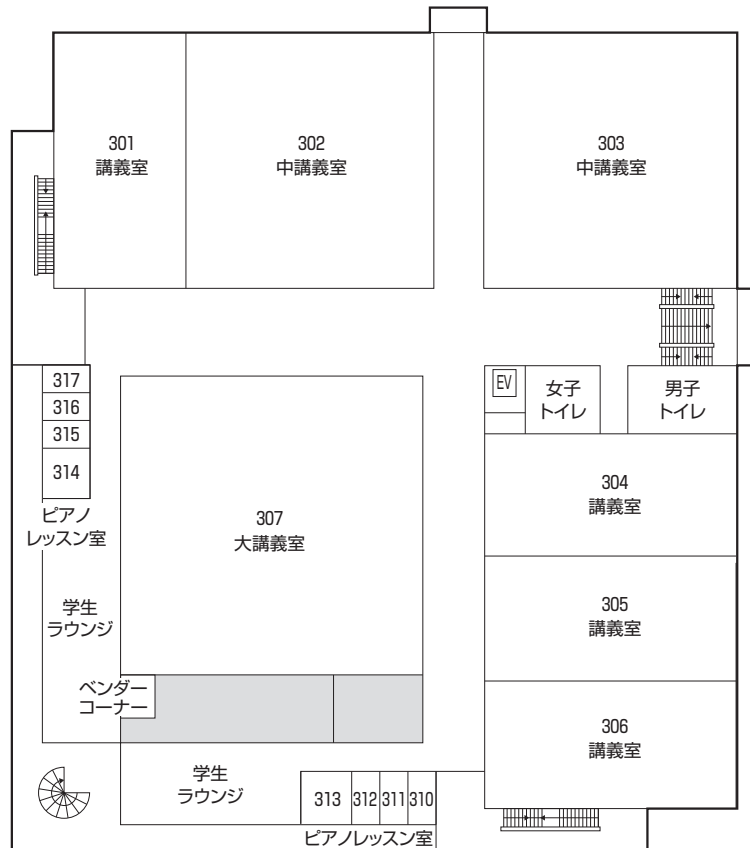 301
講義室
302
中講義室
303
中講義室
EV
女子
トイレ
男子
トイレ
317
316
315
314
ピアノ
レッスン室
307
大講義室
304
講義室
305
講義室
306
講義室
学生
ラウンジ
ベンダー
コーナー
学生
ラウンジ
313
312
311
310
ピアノレッスン室